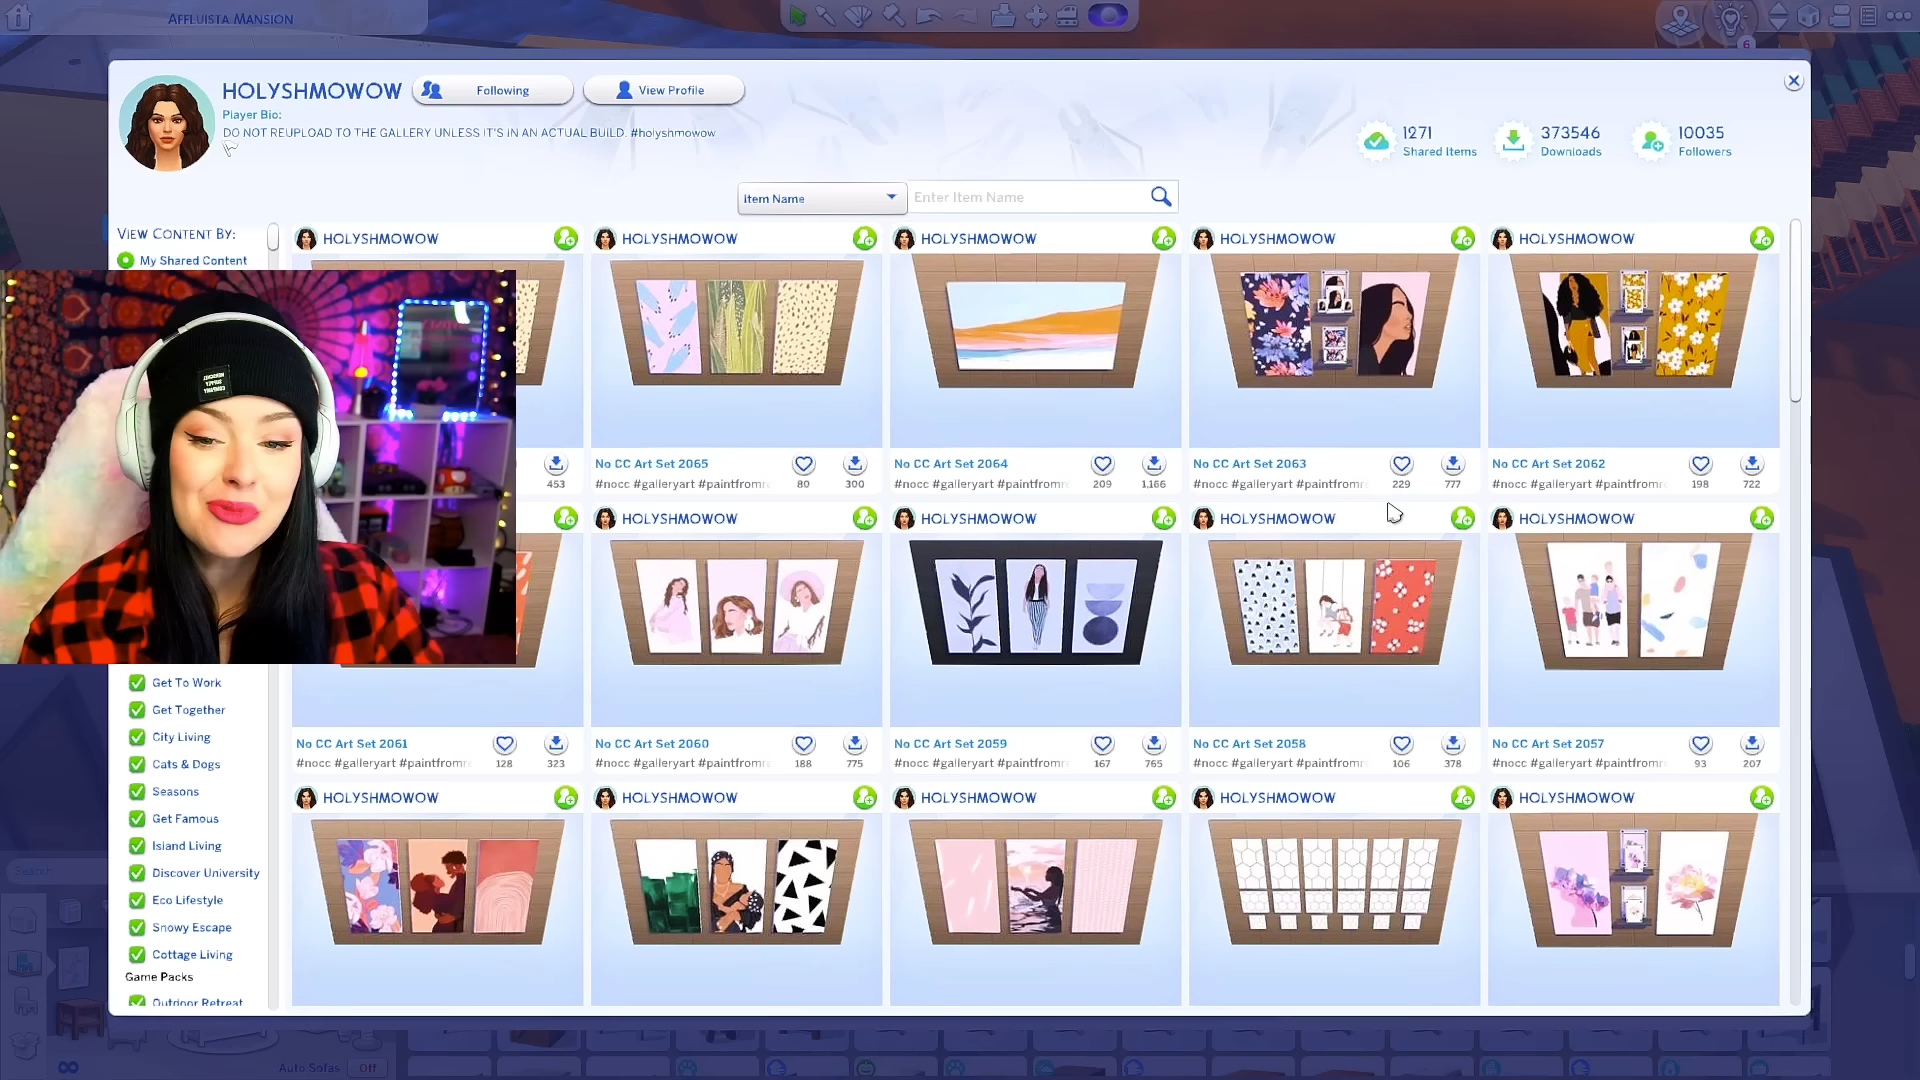 AFFLUISTA MANSION
6
HOLYSHMOWOW
Following
View Profile
Player Bio:
DO NOT REUPLOAD TO THE GALLERY UNLESS IT'S IN AN ACTUAL BUILD. #holyshmowow
1271
Shared Items
373546
Downloads
10035
Followers
Item Name
Enter Item Name
VIEW CONTENT BY:
My Shared Content
HOLYSHMOWOW
HOLYSHMOWOW
HOLYSHMOWOW
HOLYSHMOWOW
HOLYSHMOWOW
453
No CC Art Set 2065
#nocc #galleryart #paintfromr
80
300
No CC Art Set 2064
#nocc #galleryart #paintfromr
209
1,166
No CC Art Set 2063
#nocc #galleryart #paintfromr
229
777
No CC Art Set 2062
#nocc #galleryart #paintfromr
198
722
HOLYSHMOWOW
HOLYSHMOWOW
HOLYSHMOWOW
HOLYSHMOWOW
Get To Work
Get Together
City Living
Cats & Dogs
Seasons
Get Famous
Island Living
Discover University
Eco Lifestyle
Snowy Escape
Cottage Living
Game Packs
Outdoor Retreat
No CC Art Set 2061
#nocc #galleryart #paintfromr
128
323
No CC Art Set 2060
#nocc #galleryart #paintfromr
188
775
No CC Art Set 2059
#nocc #galleryart #paintfromr
167
765
No CC Art Set 2058
#nocc #galleryart #paintfromr
106
378
No CC Art Set 2057
#nocc #galleryart #paintfromr
93
207
HOLYSHMOWOW
HOLYSHMOWOW
HOLYSHMOWOW
HOLYSHMOWOW
HOLYSHMOWOW
Search
Auto Sofas
Off